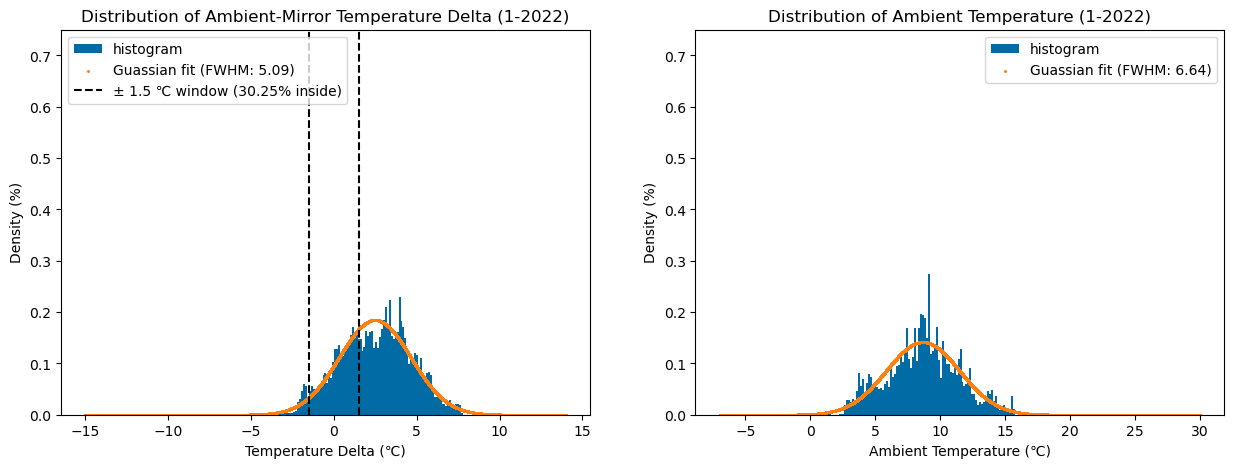 Distribution of Ambient-Mirror Temperature Delta (1-2022)
histogram
Guassian fit (FWHM: 5.09)
± 1.5 ℃ window (30.25% inside)
0.7
0.6
0.5
0.4
0.3
0.2
0.1
0.0
Density (%)
−15
−10
−5
0
5
10
15
Temperature Delta (℃)
Distribution of Ambient Temperature (1-2022)
histogram
Guassian fit (FWHM: 6.64)
0.7
0.6
0.5
0.4
0.3
0.2
0.1
0.0
Density (%)
−5
0
5
10
15
20
25
30
Ambient Temperature (℃)